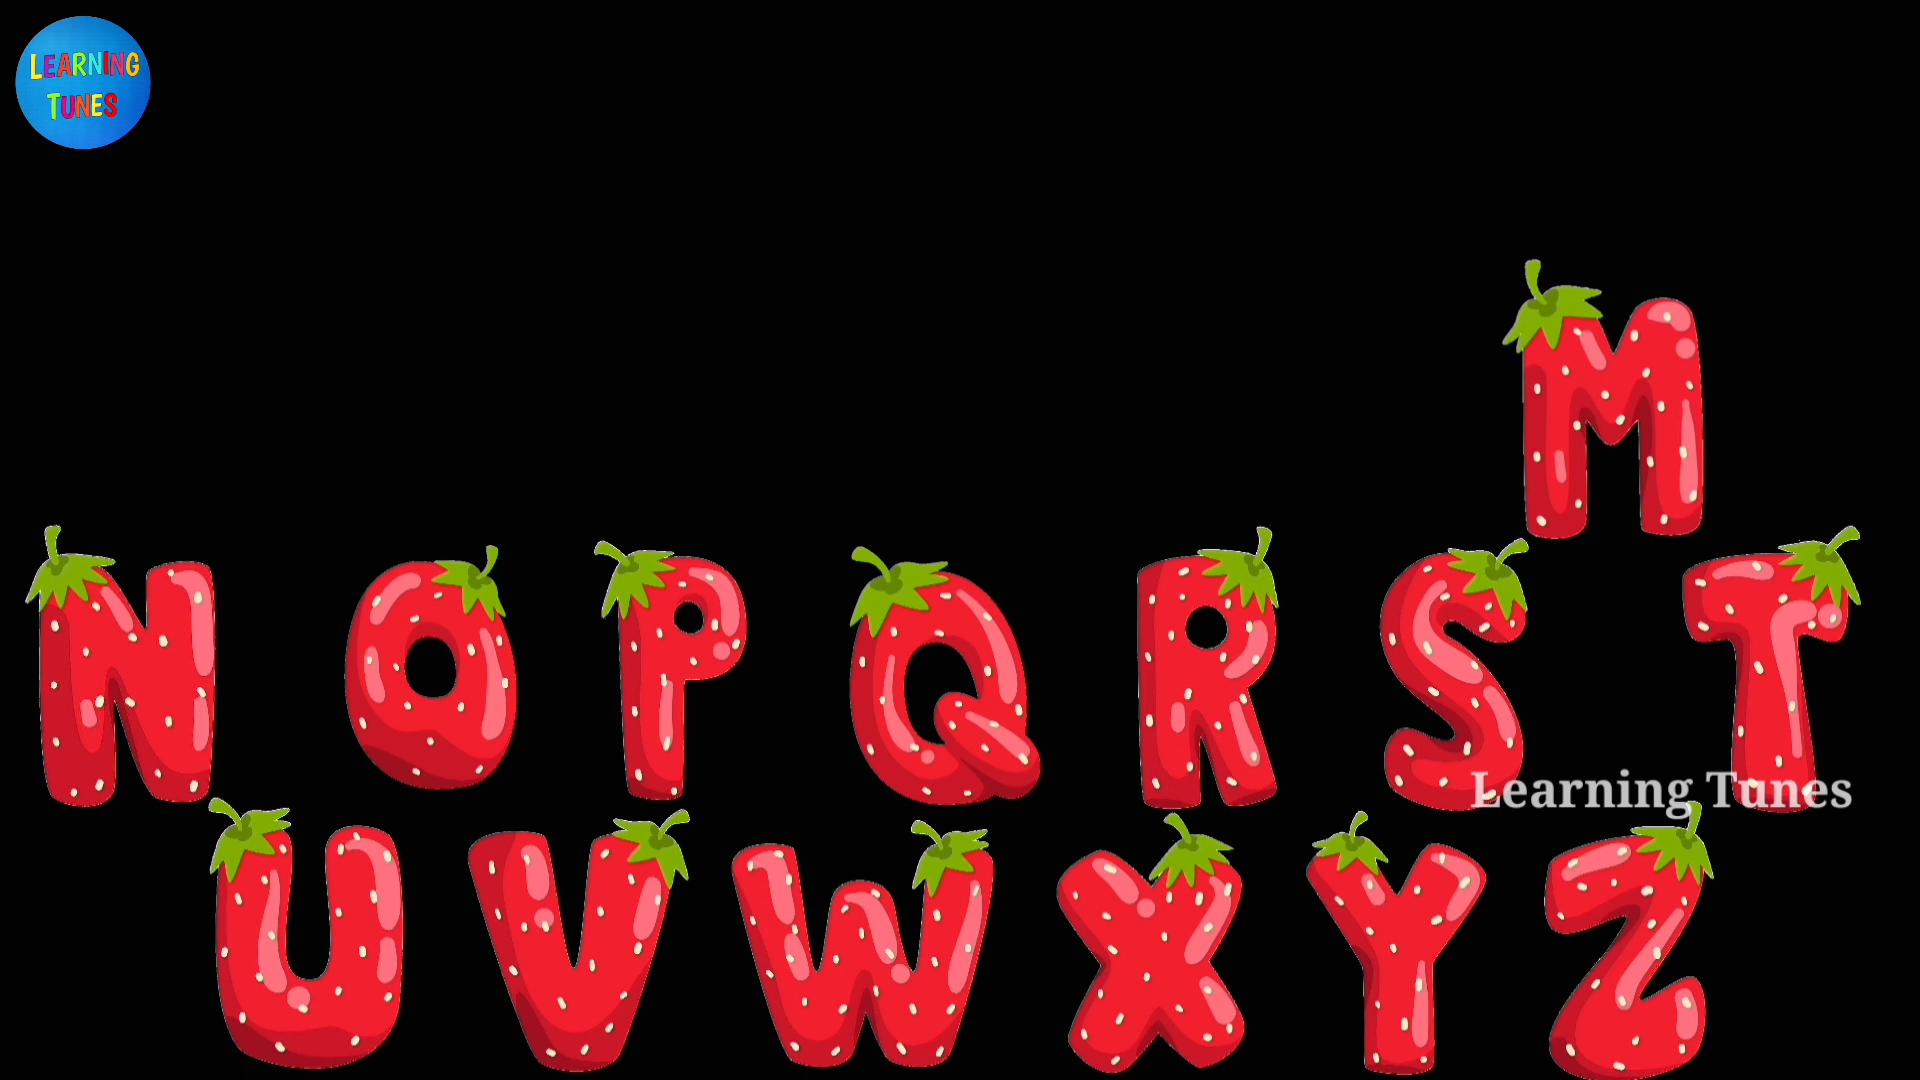 LEARNING
TUNES
M
N O P Q R S T
Learning Tunes
U V W X Y Z